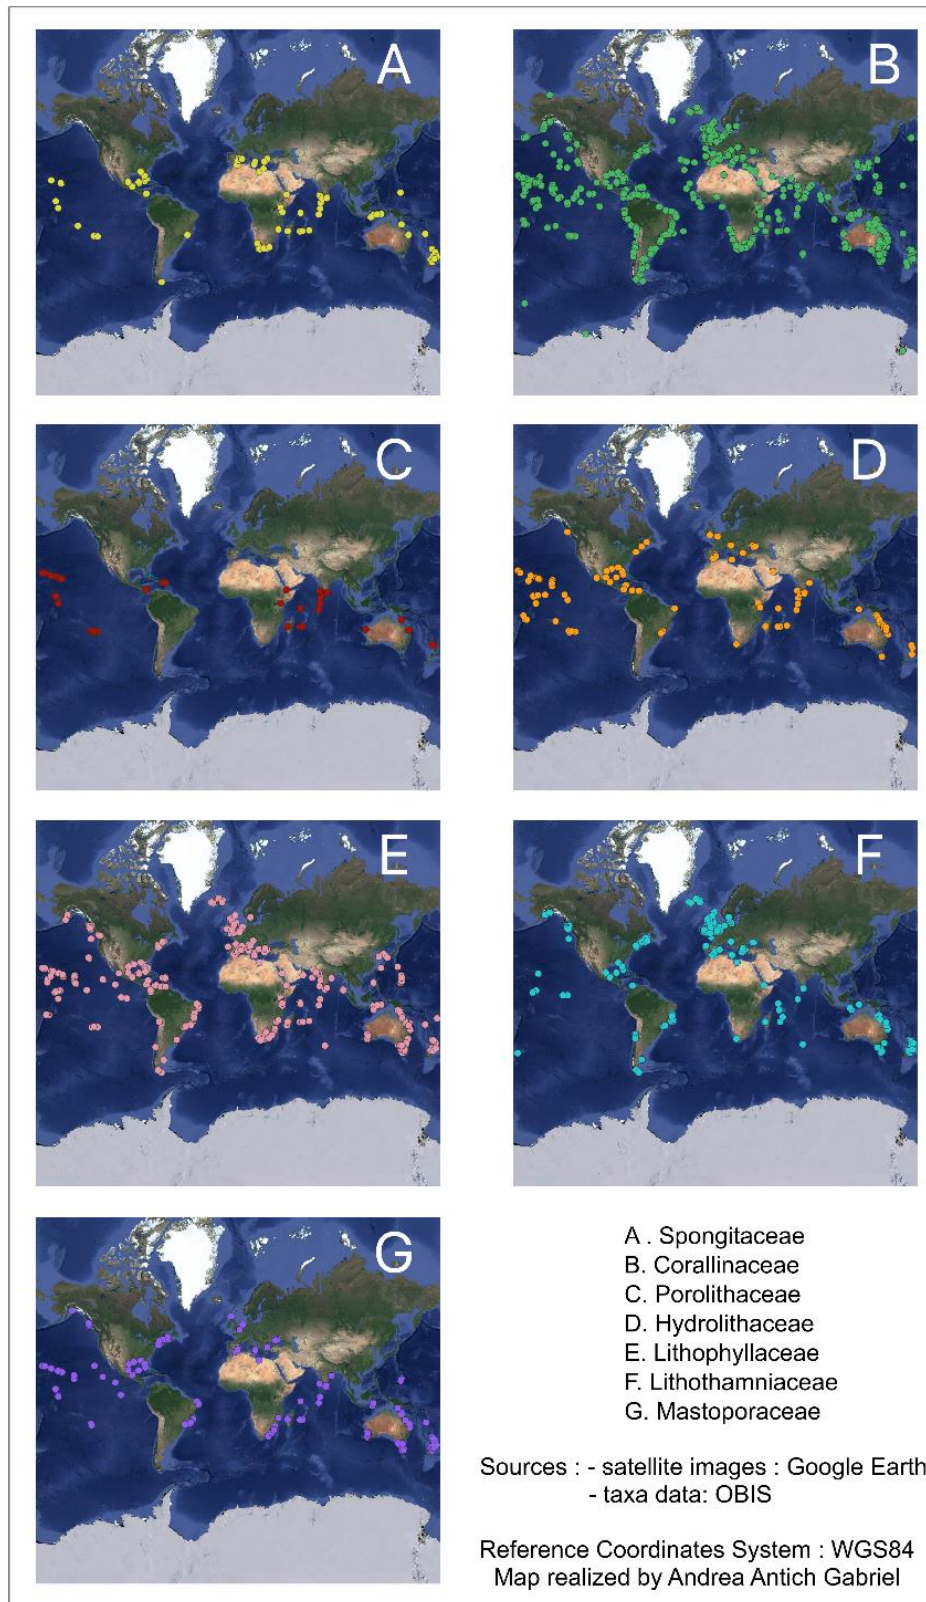 A
B
C
D
E
F
G
A . Spongitaceae
B. Corallinaceae
C. Porolithaceae
D. Hydrolithaceae
E. Lithophyllaceae
F. Lithothamniaceae
G. Mastoporaceae
Sources : - satellite images : Google Earth
- taxa data: OBIS
Reference Coordinates System : WGS84
Map realized by Andrea Antich Gabriel